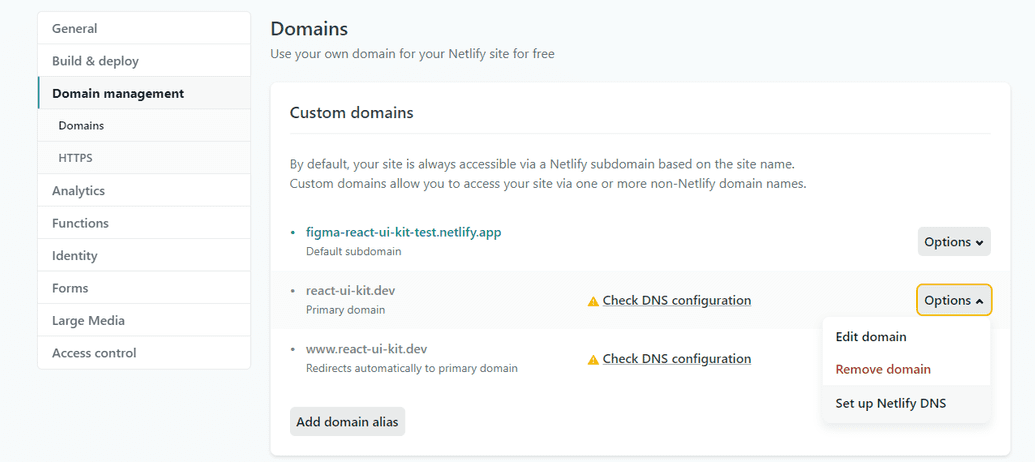 General
Build & deploy
Domain management
Domains
HTTPS
Analytics
Functions
Identity
Forms
Large Media
Access control
Domains
Use your own domain for your Netlify site for free
Custom domains
By default, your site is always accessible via a Netlify subdomain based on the site name.
Custom domains allow you to access your site via one or more non-Netlify domain names.
figma-react-ui-kit-test.netlify.app
Default subdomain
Options
react-ui-kit.dev
Primary domain
Check DNS configuration
Options
Edit domain
Remove domain
Set up Netlify DNS
www.react-ui-kit.dev
Redirects automatically to primary domain
Check DNS configuration
Add domain alias